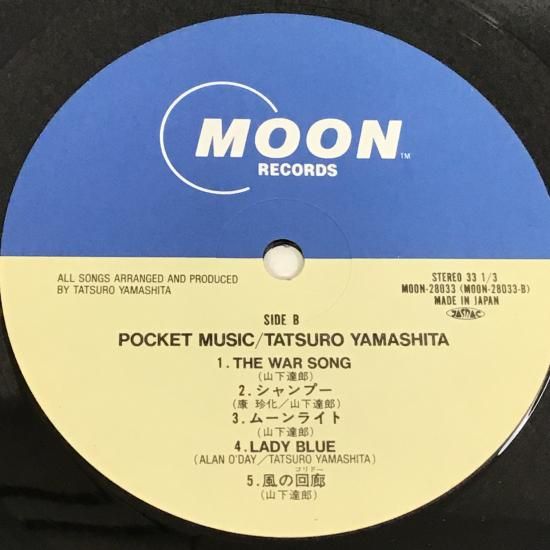 MOON™
RECORDS
ALL SONGS ARRANGED AND PRODUCED
BY TATSURO YAMASHITA
STEREO 33 1/3
MOON-28033 (MOON-28033-B)
MADE IN JAPAN
JASRAC
SIDE B
POCKET MUSIC/TATSURO YAMASHITA
1. THE WAR SONG
(山下達郎)
2. シャンプー
(康 珍化/山下達郎)
3. ムーンライト
(山下達郎)
4. LADY BLUE
(ALAN O'DAY/TATSURO YAMASHITA)
コリドー
5. 風の回廊
(山下達郎)